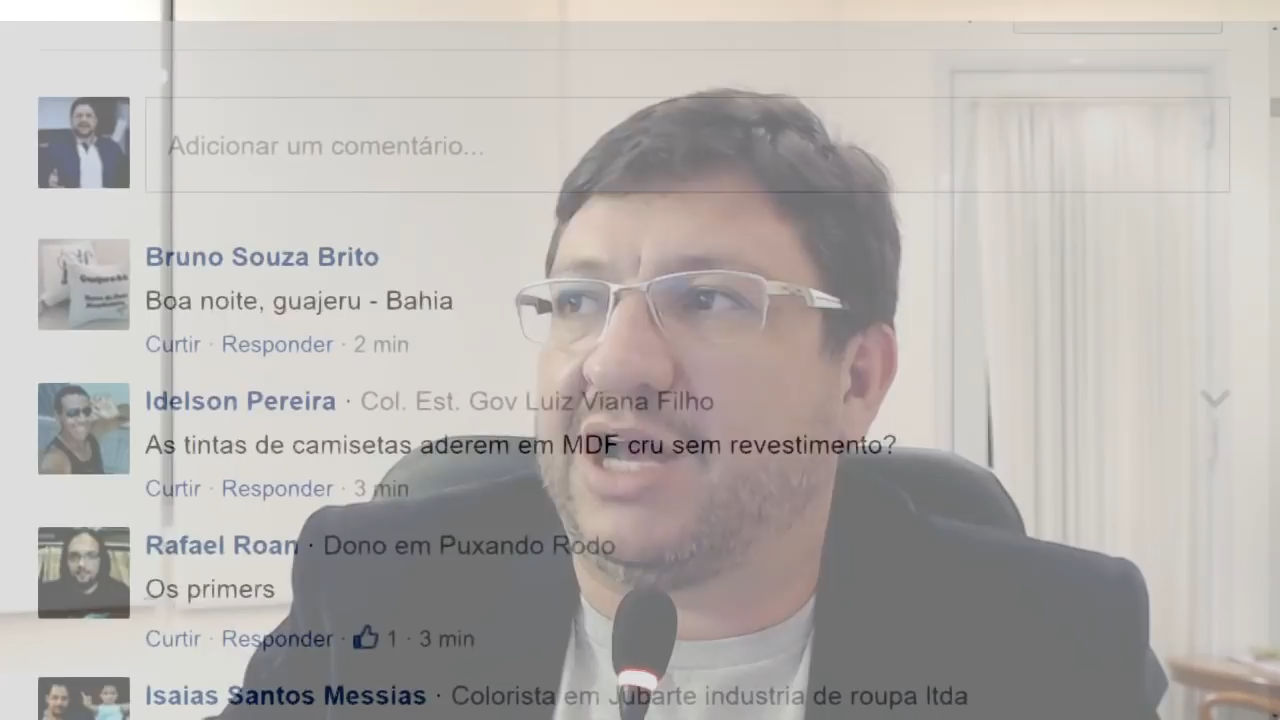 Adicionar um comentário...
Bruno Souza Brito
Boa noite, guajeru - Bahia
Curtir · Responder · 2 min
Idelson Pereira · Col. Est. Gov Luiz Viana Filho
As tintas de camisetas aderem em MDF cru sem revestimento?
Curtir · Responder · 3 min
Rafael Roan · Dono em Puxando Rodo
Os primers
Curtir · Responder · 1 · 3 min
Isaias Santos Messias · Colorista em Jubarte industria de roupa ltda